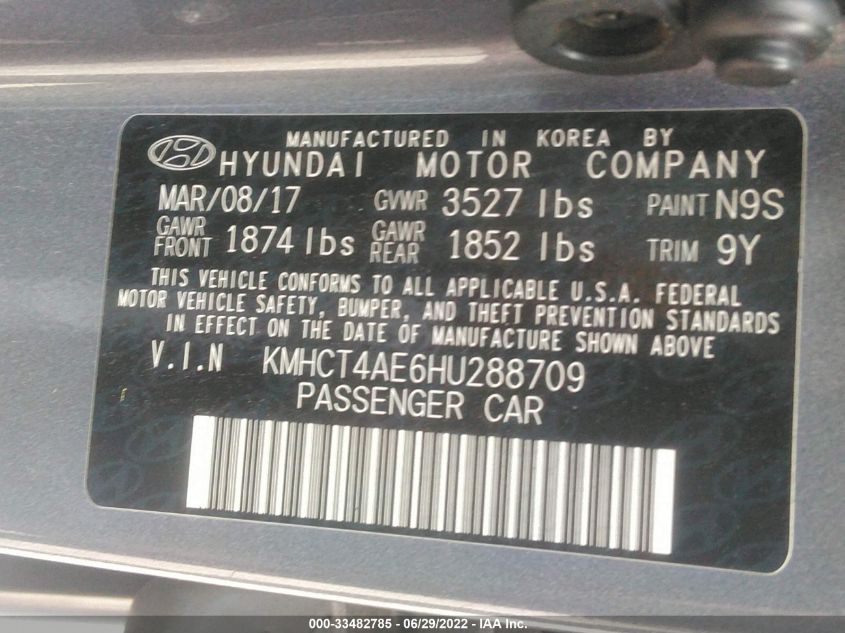 MANUFACTURED IN KOREA BY
HYUNDAI MOTOR COMPANY
MAR/08/17 GVWR 3527 lbs PAINT N9S
GAWR FRONT 1874 lbs GAWR REAR 1852 lbs TRIM 9Y
THIS VEHICLE CONFORMS TO ALL APPLICABLE U.S.A. FEDERAL
MOTOR VEHICLE SAFETY, BUMPER, AND THEFT PREVENTION STANDARDS
IN EFFECT ON THE DATE OF MANUFACTURE SHOWN ABOVE
V.I.N KMHCT4AE6HU288709
PASSENGER CAR
000-33482785 - 06/29/2022 - IAA Inc.